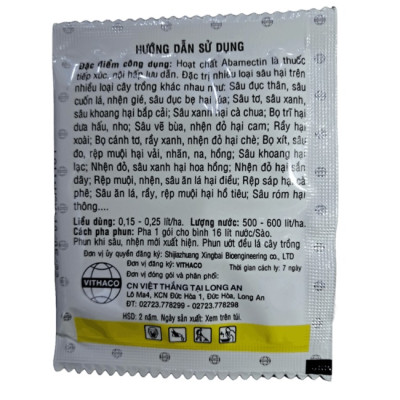 HƯỚNG DẪN SỬ DỤNG
Đặc điểm công dụng: Hoạt chất Abamectin là thuốc
tiếp xúc, nội hấp lưu dẫn. Đặc trị nhiều loại sâu hại trên
nhiều loại cây trồng khác nhau như: Sâu đục thân, sâu
cuốn lá, nhện gié, sâu đục bẹ hại lúa; Sâu tơ, sâu xanh,
sâu khoang hại bắp cải; Sâu xanh hại cà chua; Bọ trĩ hại
dưa hấu, nho; Sâu vẽ bùa, nhện đỏ hại cam; Rầy hại
xoài; Bọ cánh tơ, rầy xanh, nhện đỏ hại chè; Bọ xít, sâu
đo, rệp muội hại vải, nhãn, na, hồng; Sâu khoang hại
lạc; Nhện đỏ, sâu xanh hại hoa hồng; Nhện đỏ hại sắn
dây; Rệp muội, nhện, sâu ăn lá hại điều; Rệp sáp hại cà
phê; Sâu ăn lá, rầy, rệp muội hại hồ tiêu; Sâu róm hại
thông....
Liều dùng: 0,15 - 0,25 lít/ha. Lượng nước: 500 - 600 lít/ha.
Cách pha phun: Pha 1 gói cho bình 16 lít nước/Sào.
Phun khi sâu, nhện mới xuất hiện. Phun ướt đều lá cây trồng
Đơn vị ủy quyền đăng ký: Shijiazhuang Xingbai Bioengineering co., LTD
Đơn vị đăng ký: VITHACO Thời gian cách ly: 7 ngày
Đơn vị đóng gói và phân phối:
CN VIỆT THẮNG TẠI LONG AN
Lô Ma4, KCN Đức Hòa 1, Đức Hòa, Long An
ĐT: 02723.778299 - 02723.778298
VITHACO
HSD: 2 năm. Ngày sản xuất: Xem trên túi.